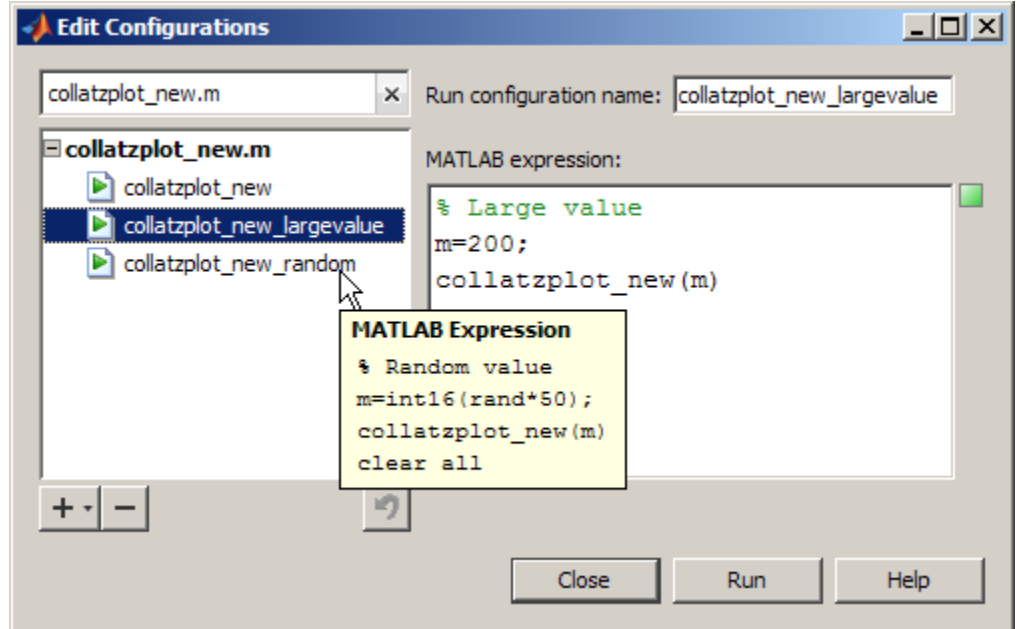 Edit Configurations
collatzplot_new.m
Run configuration name: collatzplot_new_largevalue
collatzplot_new.m
collatzplot_new
collatzplot_new_largevalue
collatzplot_new_random
MATLAB expression:
% Large value
m=200;
collatzplot_new(m)
MATLAB Expression
% Random value
m=int16(rand*50);
collatzplot_new(m)
clear all
Close Run Help